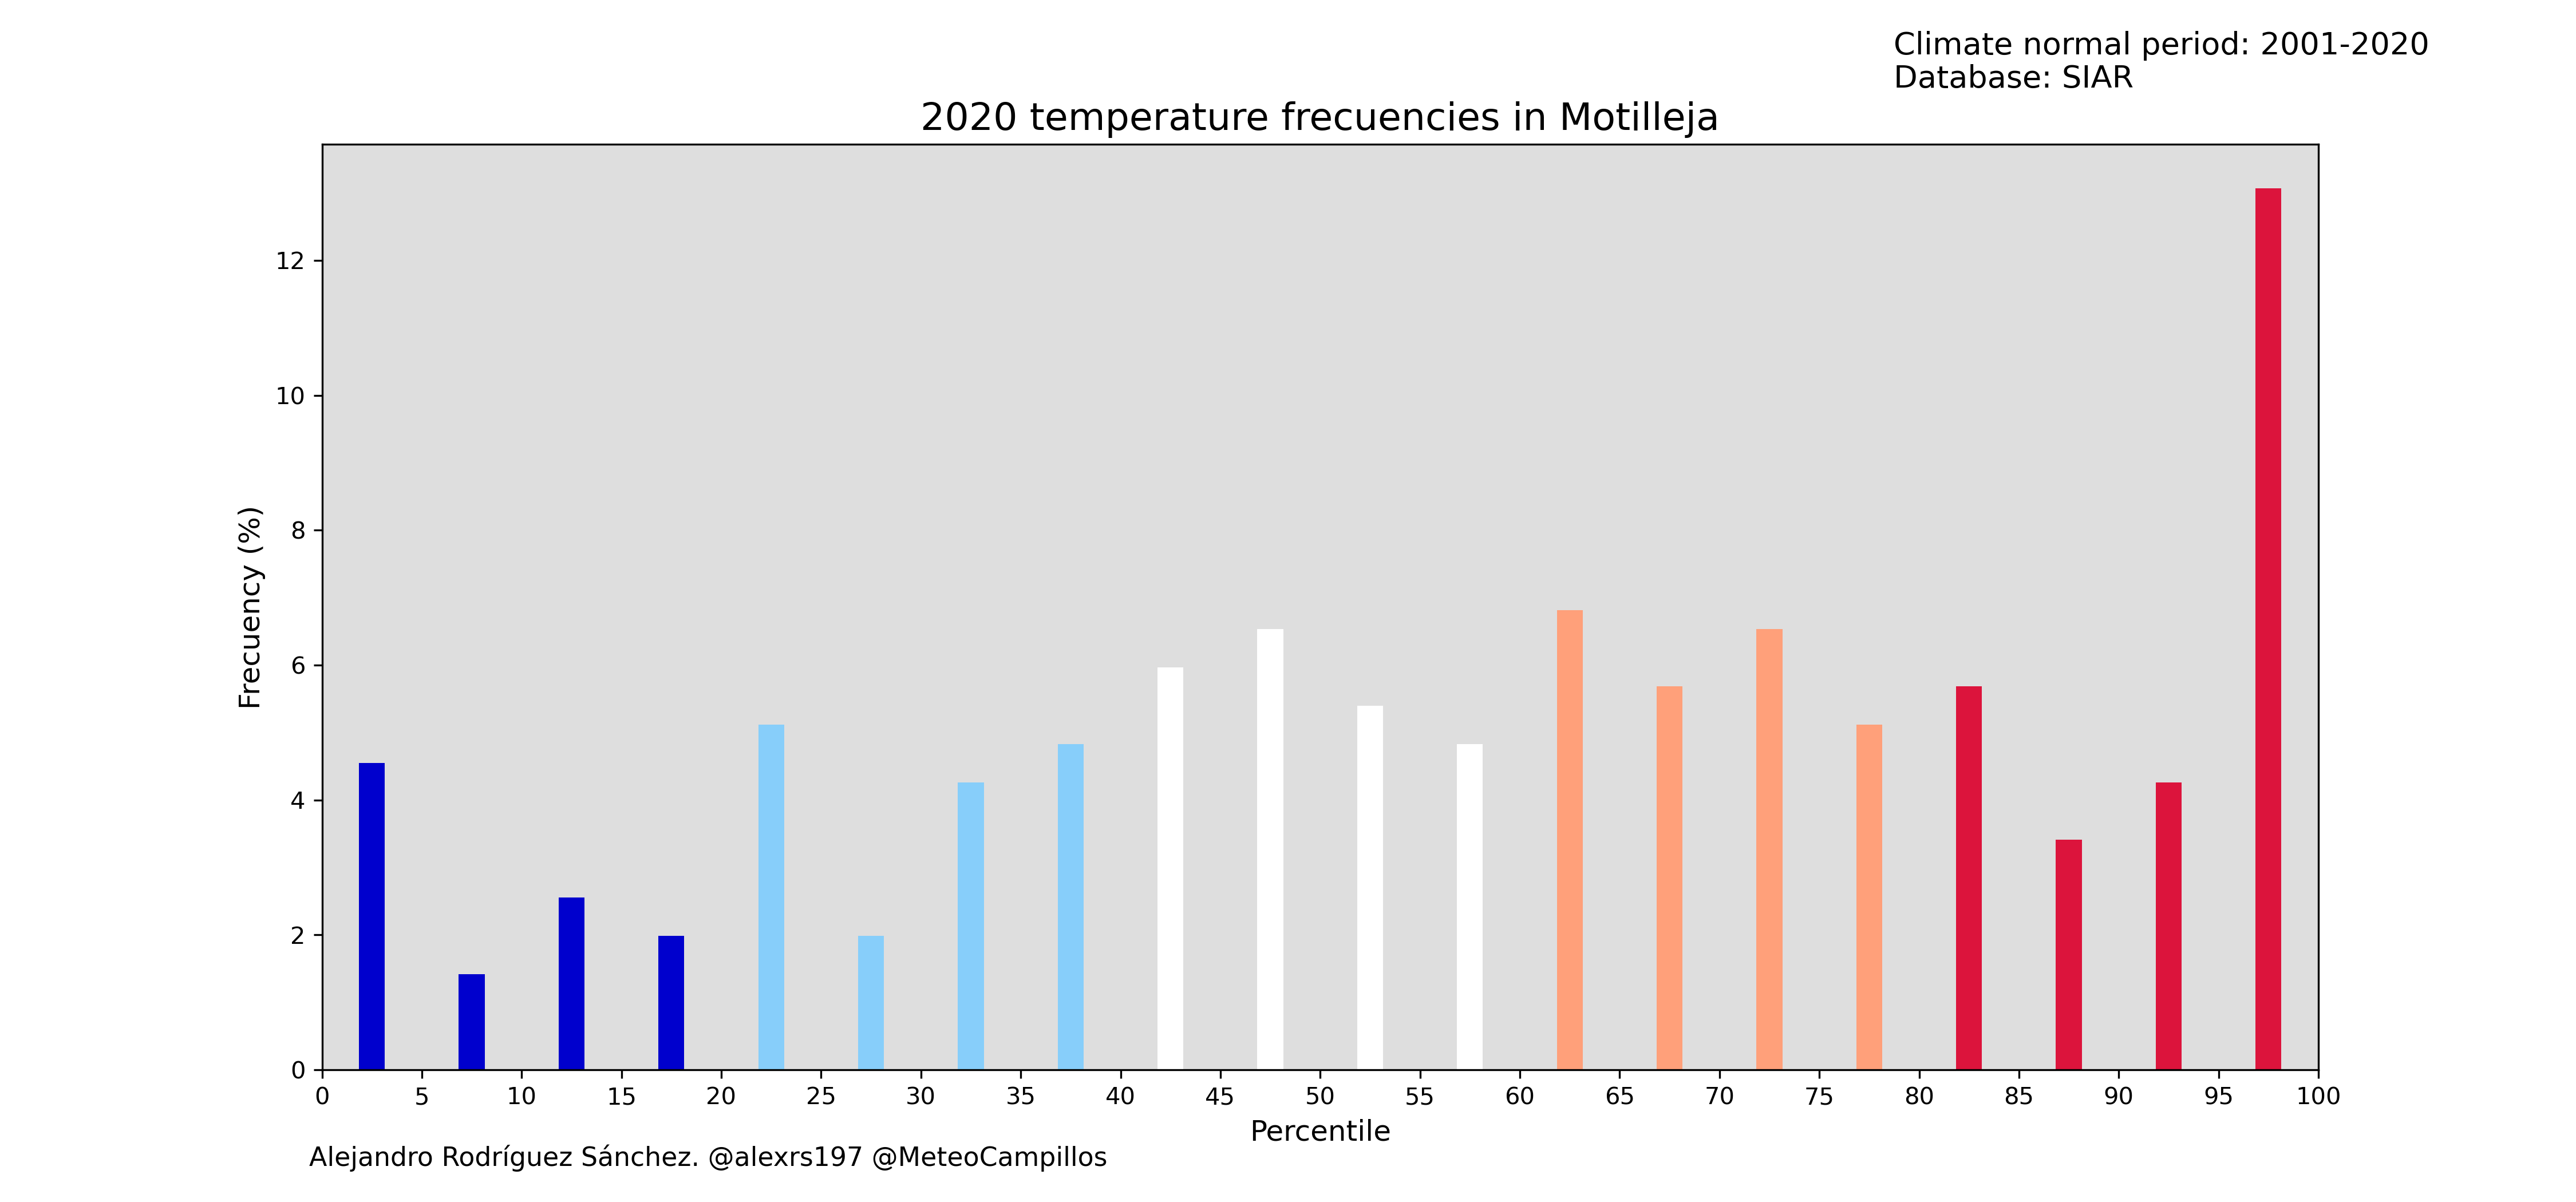 Climate normal period: 2001-2020
Database: SIAR
2020 temperature frecuencies in Motilleja
Frecuency (%)
12
10
8
6
4
2
0
0 5 10 15 20 25 30 35 40 45 50 55 60 65 70 75 80 85 90 95 100
Percentile
Alejandro Rodríguez Sánchez. @alexrs197 @MeteoCampillos